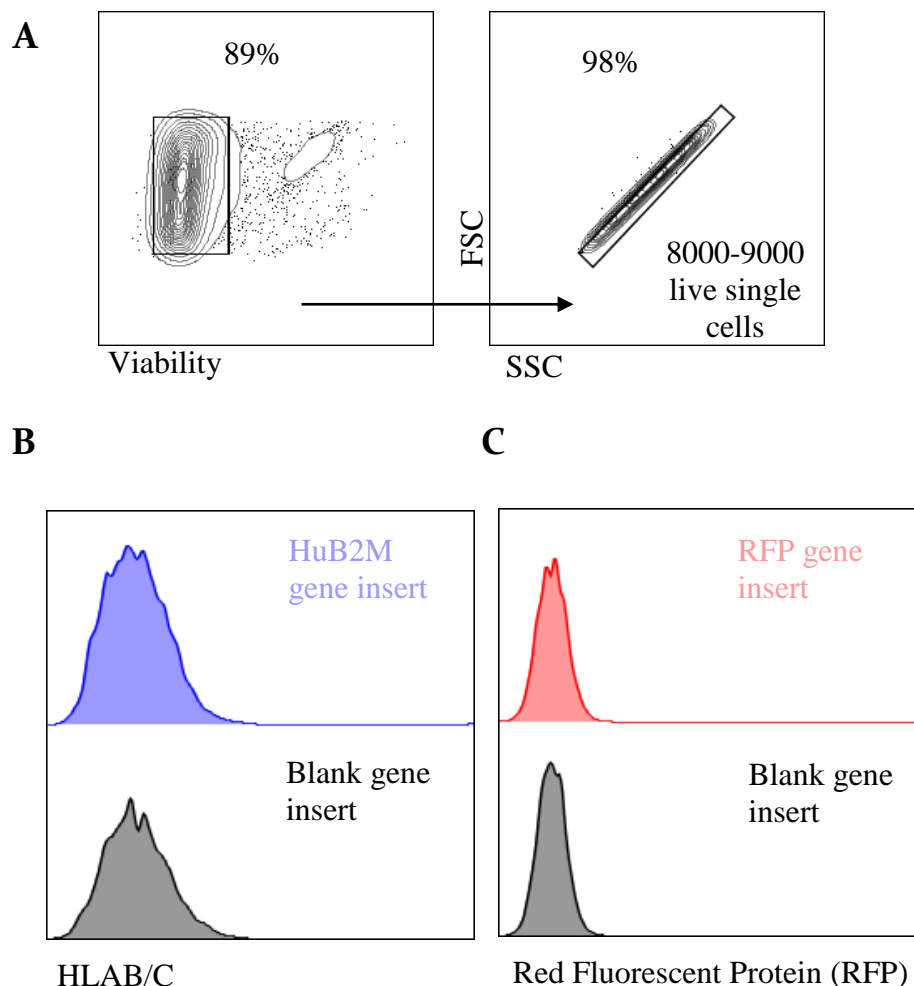 A
89%
98%
FSC
8000-9000
live single
cells
Viability
SSC
B
C
HuB2M
gene insert
RFP gene
insert
Blank gene
insert
Blank gene
insert
HLAB/C
Red Fluorescent Protein (RFP)